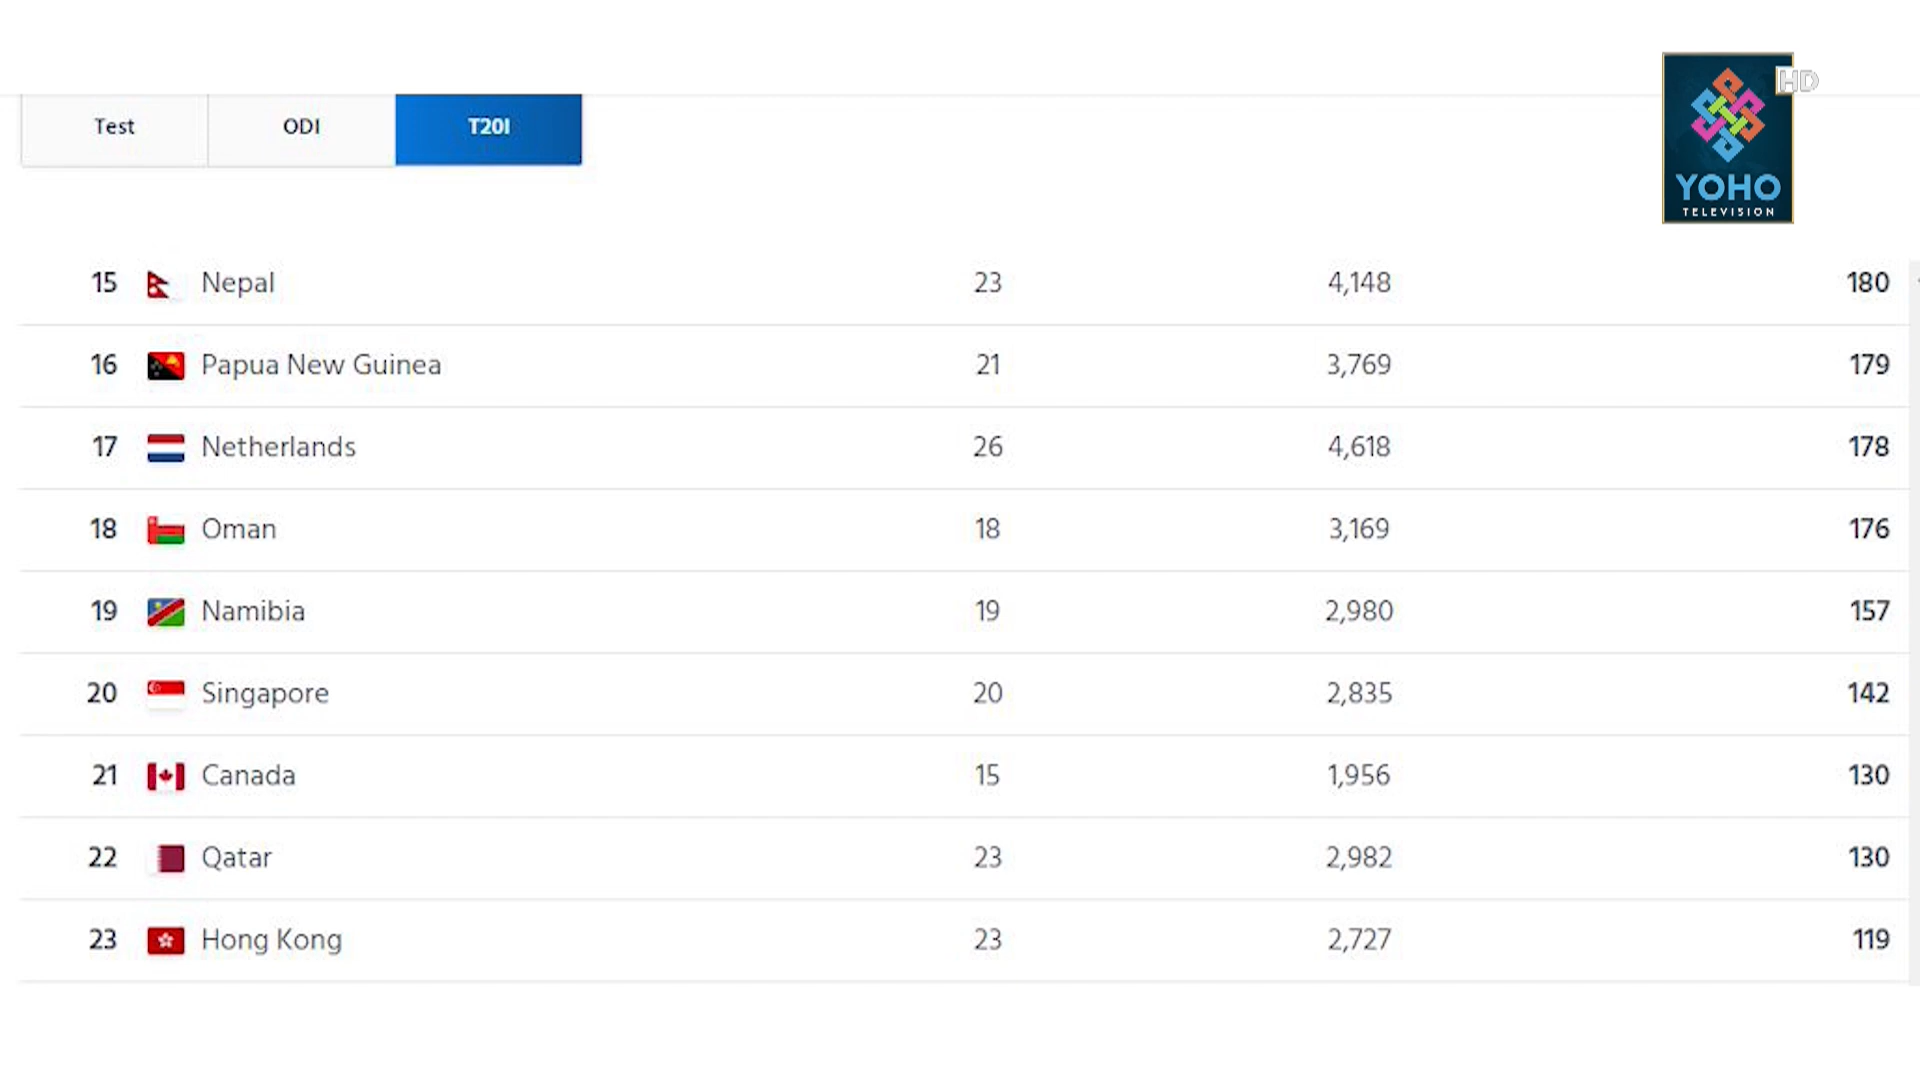 HD
YOHO
TELEVISION
Test ODI T20I
15 Nepal 23 4,148 180
16 Papua New Guinea 21 3,769 179
17 Netherlands 26 4,618 178
18 Oman 18 3,169 176
19 Namibia 19 2,980 157
20 Singapore 20 2,835 142
21 Canada 15 1,956 130
22 Qatar 23 2,982 130
23 Hong Kong 23 2,727 119